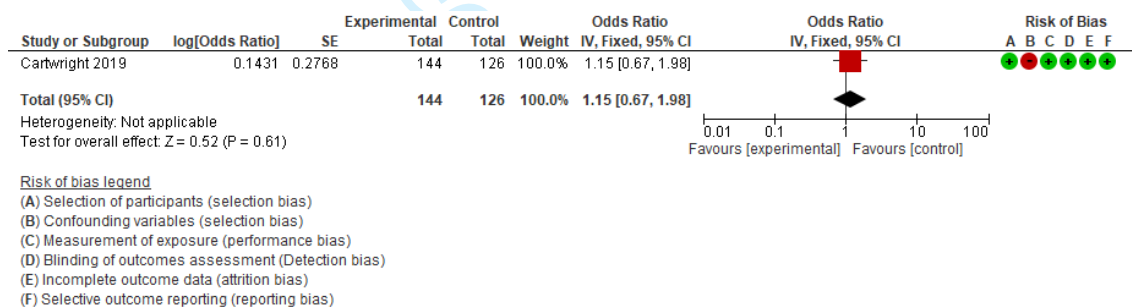 Experimental Control Odds Ratio Odds Ratio Risk of Bias
Study or Subgroup log[Odds Ratio] SE Total Total Weight IV, Fixed, 95% CI IV, Fixed, 95% CI A B C D E F
Cartwright 2019 0.1431 0.2768 144 126 100.0% 1.15 [0.67, 1.98] + - + + + +
Total (95% CI) 144 126 100.0% 1.15 [0.67, 1.98]
Heterogeneity: Not applicable
Test for overall effect: Z = 0.52 (P = 0.61)
0.01 0.1 1 10 100
Favours [experimental] Favours [control]
Risk of bias legend
(A) Selection of participants (selection bias)
(B) Confounding variables (selection bias)
(C) Measurement of exposure (performance bias)
(D) Blinding of outcomes assessment (Detection bias)
(E) Incomplete outcome data (attrition bias)
(F) Selective outcome reporting (reporting bias)